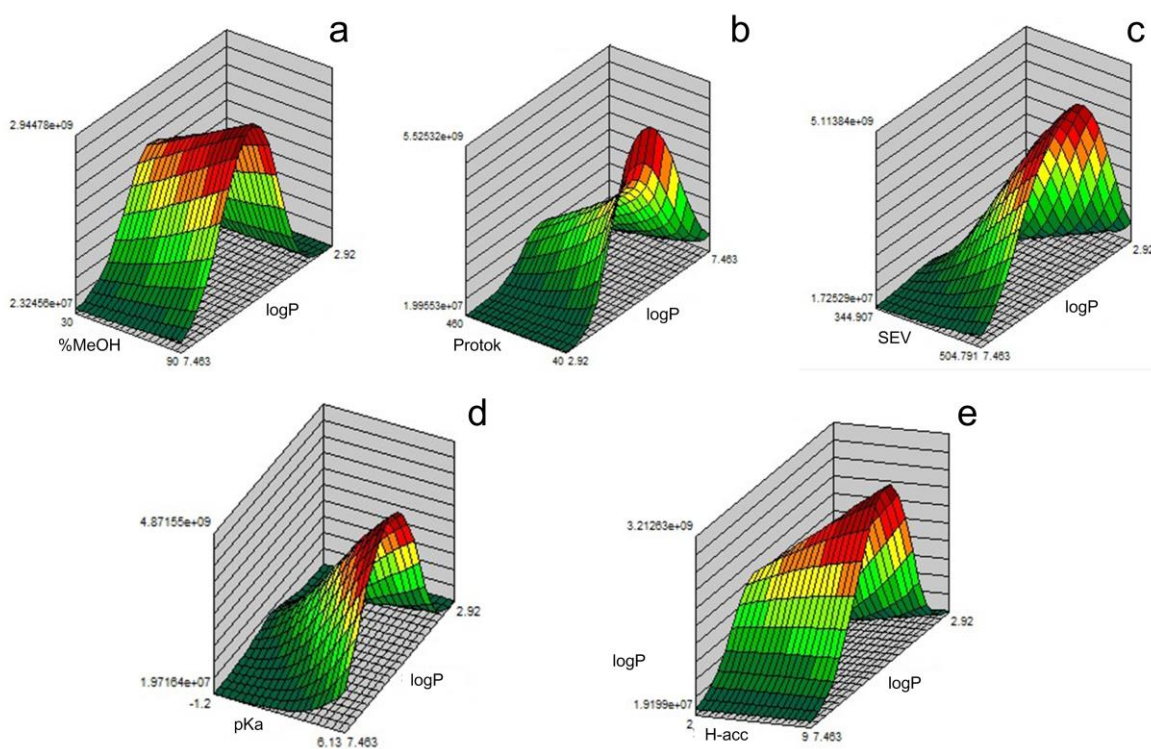 a
2.94478e+09
2.32456e+07
30
%MeOH
90 7.463
logP
2.92
b
5.52532e+09
1.99553e+07
460
Protok
40 2.92
logP
7.463
c
5.11384e+09
1.72529e+07
344.907
SEV
504.791 7.463
logP
2.92
d
4.87155e+09
1.97164e+07
-1.2
pKa
6.13 7.463
logP
2.92
e
3.21263e+09
logP
1.9199e+07
2
H-acc
9 7.463
logP
2.92